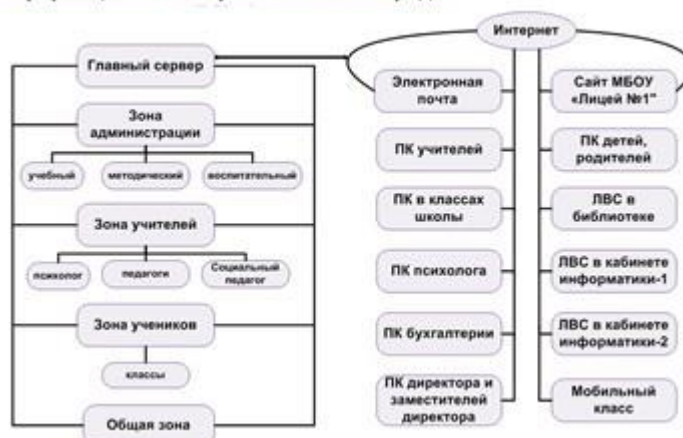 Интернет
Главный сервер
Зона
администрации
учебный
методический
воспитательный
Зона учителей
психолог
педагоги
Социальный
педагог
Зона учеников
классы
Общая зона
Электронная
почта
ПК учителей
ПК в классах
школы
ПК психолога
ПК бухгалтерии
ПК директора и
заместителей
директора
Сайт МБОУ
«Лицей №1"
ПК детей,
родителей
ЛВС в
библиотеке
ЛВС в кабинете
информатики-1
ЛВС в кабинете
информатики-2
Мобильный
класс